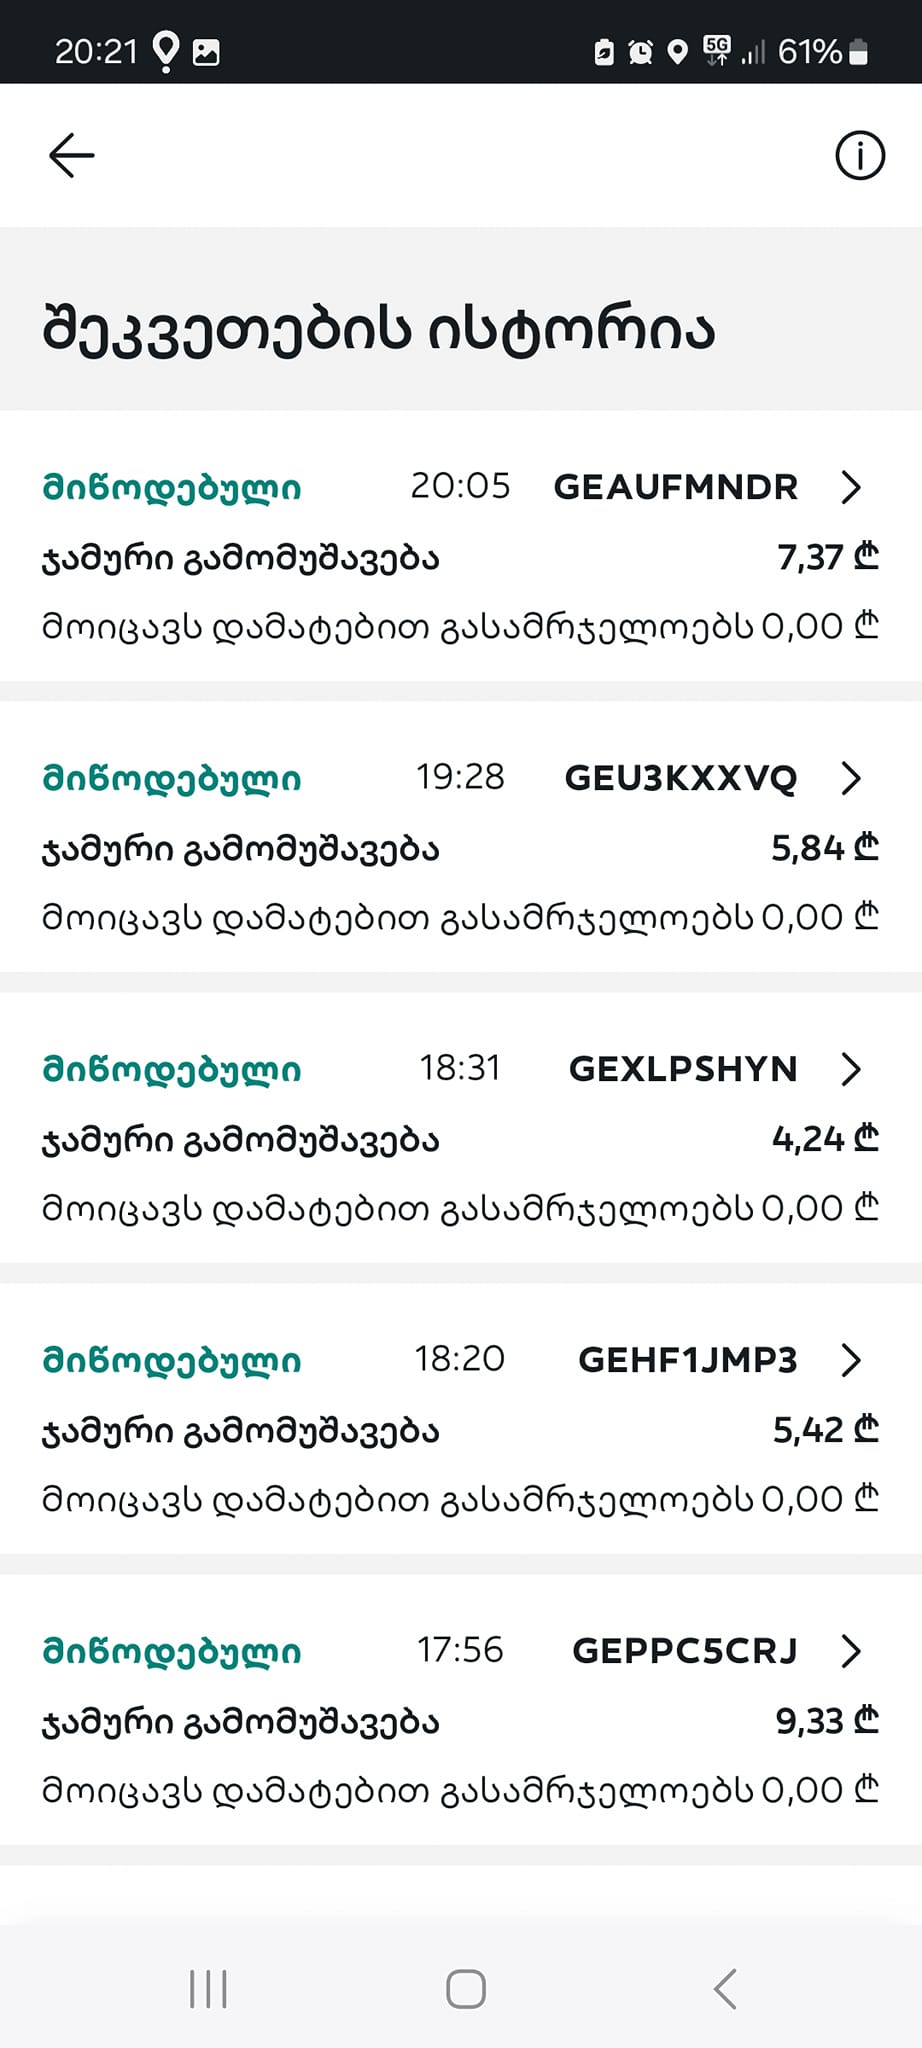 20:21 5G 61%
შეკვეთების ისტორია
მიწოდებული 20:05 GEAUFMNDR
ჯამური გამომუშავება 7,37 ₾
მოიცავს დამატებით გასამრჯელოებს 0,00 ₾
მიწოდებული 19:28 GEU3KXXVQ
ჯამური გამომუშავება 5,84 ₾
მოიცავს დამატებით გასამრჯელოებს 0,00 ₾
მიწოდებული 18:31 GEXLPSHYN
ჯამური გამომუშავება 4,24 ₾
მოიცავს დამატებით გასამრჯელოებს 0,00 ₾
მიწოდებული 18:20 GEHF1JMP3
ჯამური გამომუშავება 5,42 ₾
მოიცავს დამატებით გასამრჯელოებს 0,00 ₾
მიწოდებული 17:56 GEPPC5CRJ
ჯამური გამომუშავება 9,33 ₾
მოიცავს დამატებით გასამრჯელოებს 0,00 ₾